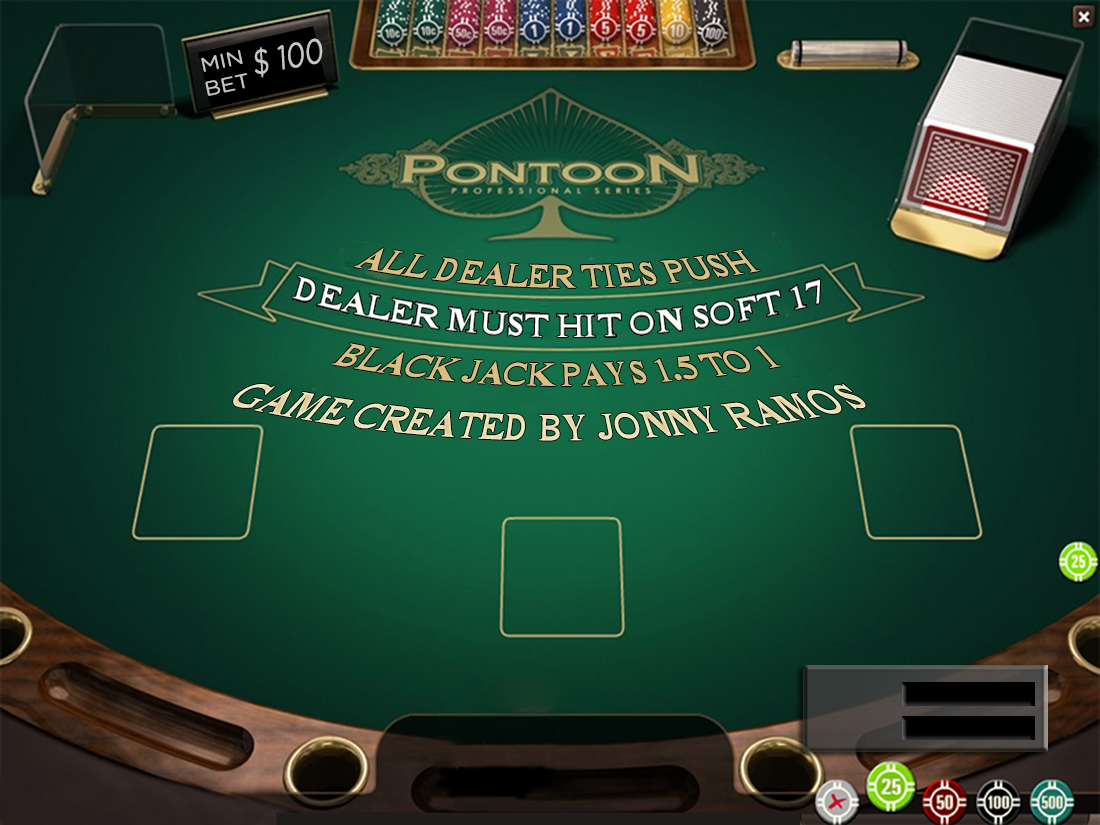 MIN BET $ 100
10c 10c 50c 50c 1 1 5 5 10 100
PONTOON
PROFESSIONAL SERIES
ALL DEALER TIES PUSH
DEALER MUST HIT ON SOFT 17
BLACK JACK PAYS 1.5 TO 1
GAME CREATED BY JONNY RAMOS
25
25 50 100 500